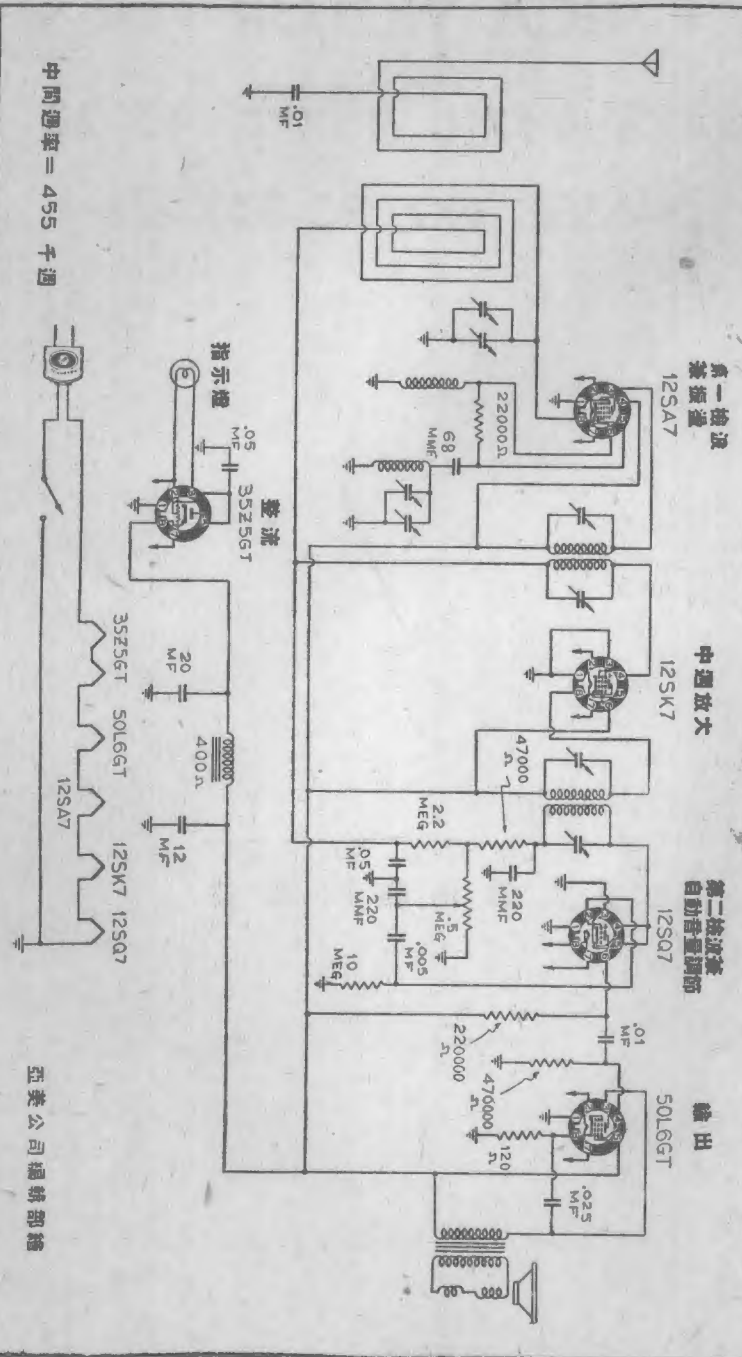 第一檢波
兼振盪
12SA7
中週放大
12SK7
第二檢波兼
自動音量調節
12SQ7
輸出
50L6GT
.01
MF
22000Ω
68
MMF
47000
Ω
2.2
MEG
220
MMF
.05
MF
220
MMF
.5
MEG
.005
MF
10
MEG
220000
Ω
.01
MF
470000
Ω
120
Ω
.025
MF
指示燈
.05
MF
整流
35Z5GT
20
MF
400Ω
12
MF
中間週率 = 455 千週
35Z5GT
50L6GT
12SA7
12SK7
12SQ7
亞美公司編輯部繪